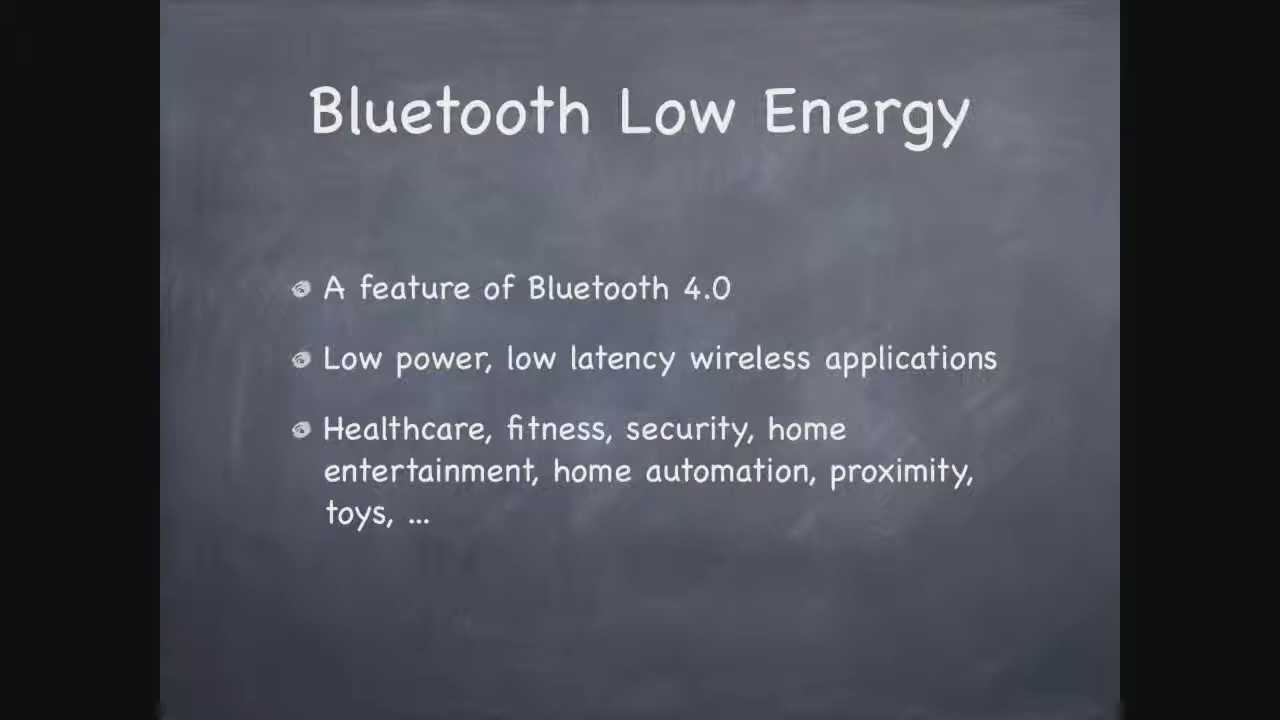 Bluetooth Low Energy
A feature of Bluetooth 4.0
Low power, low latency wireless applications
Healthcare, fitness, security, home
entertainment, home automation, proximity,
toys, ...